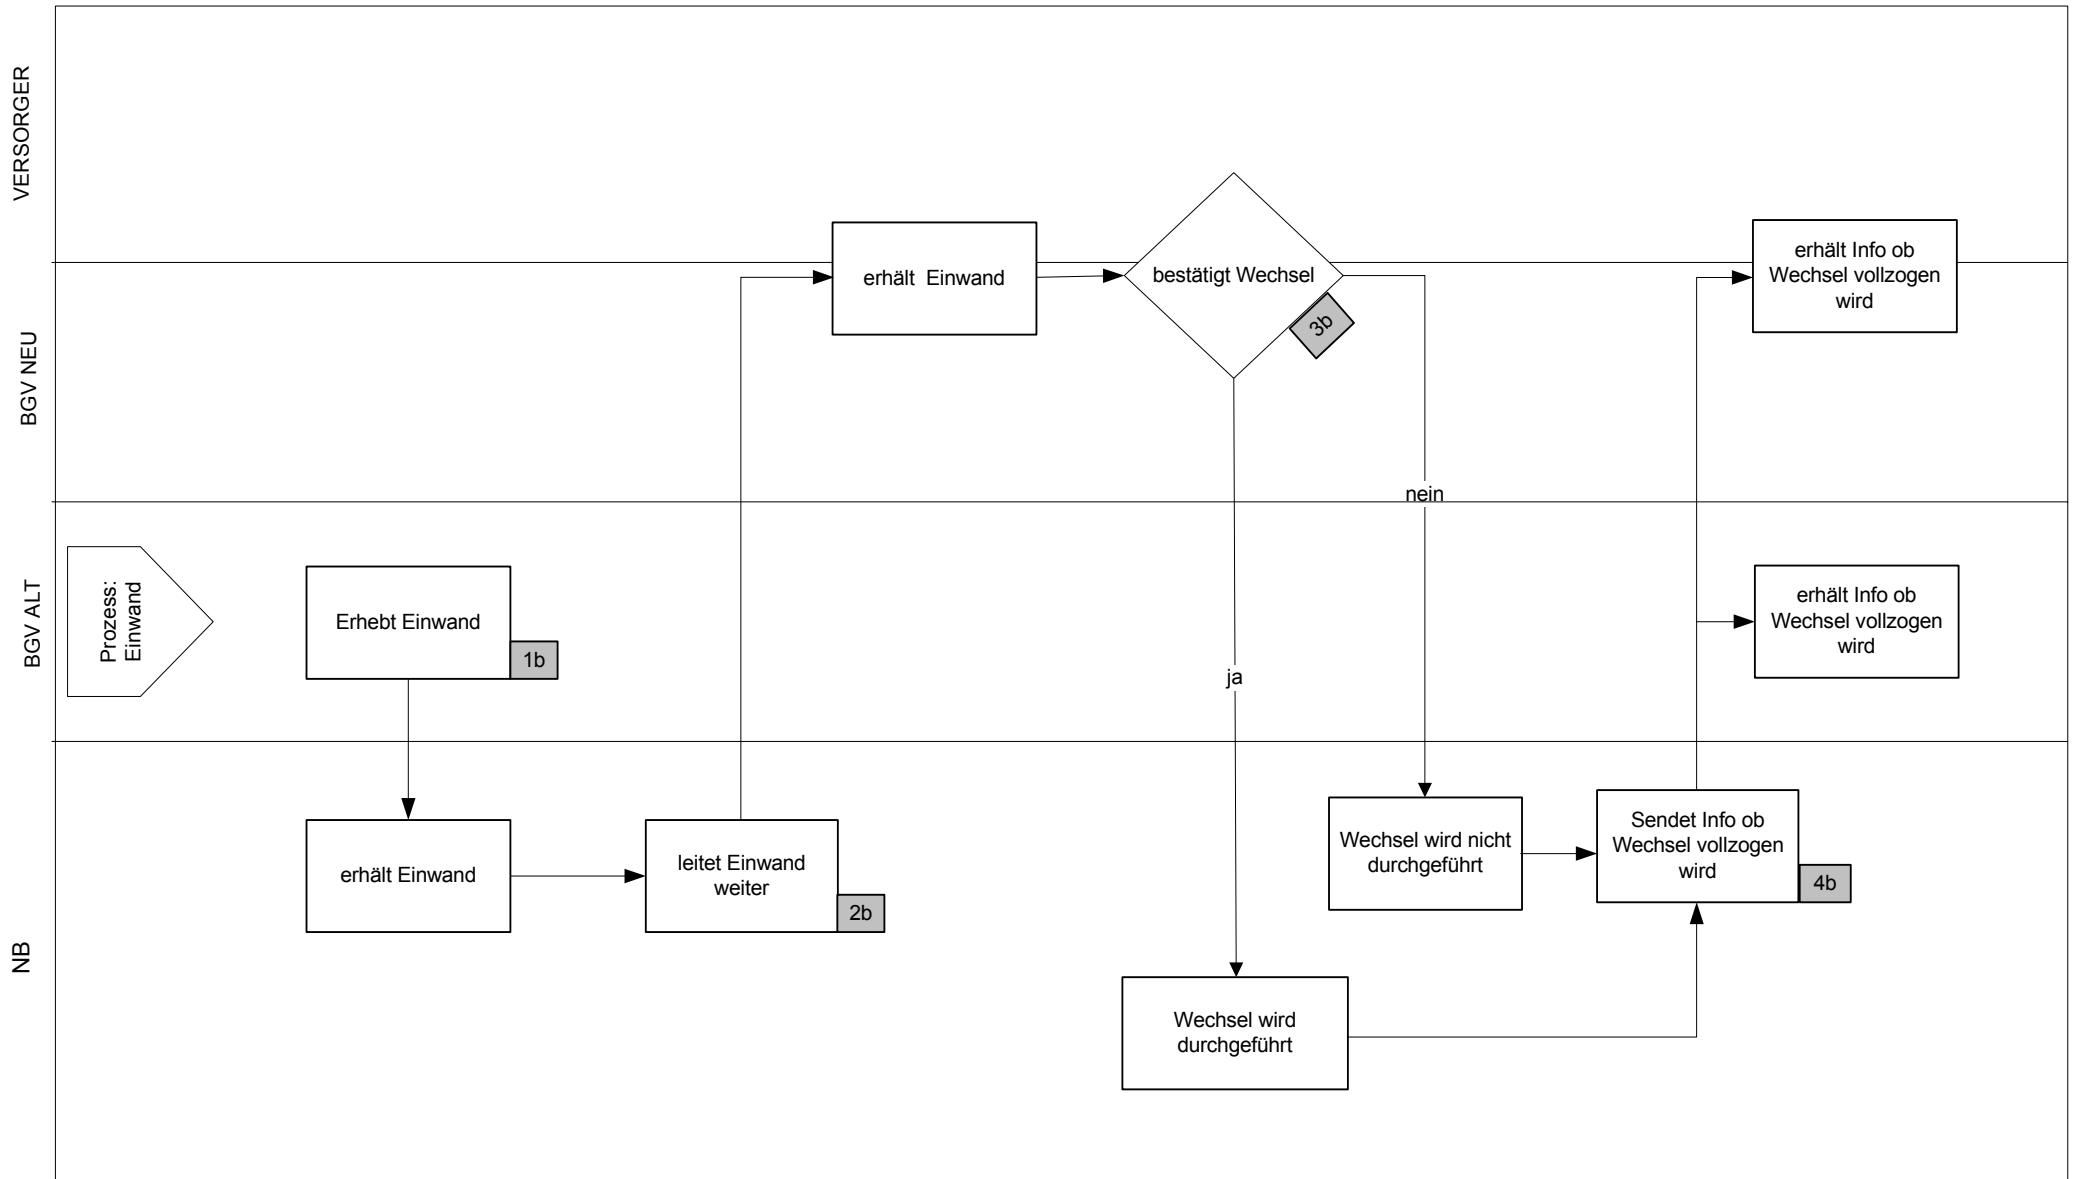 VERSORGER
erhält Einwand
bestätigt Wechsel
3b
erhält Info ob
Wechsel vollzogen
wird
BGV NEU
nein
BGV ALT
Prozess:
Einwand
Erhebt Einwand
1b
ja
erhält Info ob
Wechsel vollzogen
wird
NB
erhält Einwand
leitet Einwand
weiter
2b
Wechsel wird nicht
durchgeführt
Sendet Info ob
Wechsel vollzogen
wird
4b
Wechsel wird
durchgeführt